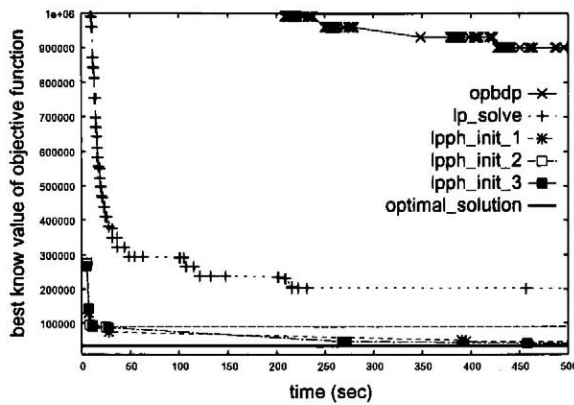 best know value of objective function
1e+06
900000
800000
700000
600000
500000
400000
300000
200000
100000
opbdp
lp_solve
lpph_init_1
lpph_init_2
lpph_init_3
optimal_solution
0 50 100 150 200 250 300 350 400 450 500
time (sec)